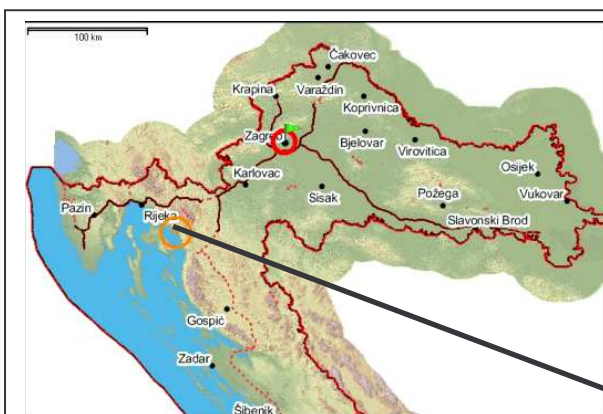 100 km
Čakovec
Krapina
Varaždin
Koprivnica
Zagreb
Bjelovar
Virovitica
Osijek
Karlovac
Sisak
Požega
Vukovar
Pazin
Rijeka
Slavonski Brod
Gospić
Zadar
Šibenik